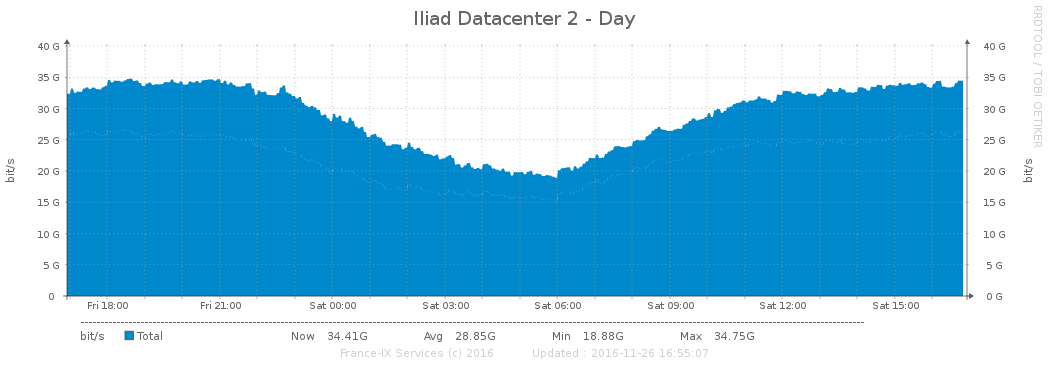 Iliad Datacenter 2 - Day
RRDTOOL / TOBI OETIKER
40 G 40 G
35 G 35 G
30 G 30 G
25 G 25 G
20 G 20 G
15 G 15 G
10 G 10 G
5 G 5 G
0 0 G
bit/s
bit/s
Fri 18:00 Fri 21:00 Sat 00:00 Sat 03:00 Sat 06:00 Sat 09:00 Sat 12:00 Sat 15:00
bit/s Total Now 34.41G Avg 28.85G Min 18.88G Max 34.75G
France-IX Services (c) 2016 Updated : 2016-11-26 16:55:07